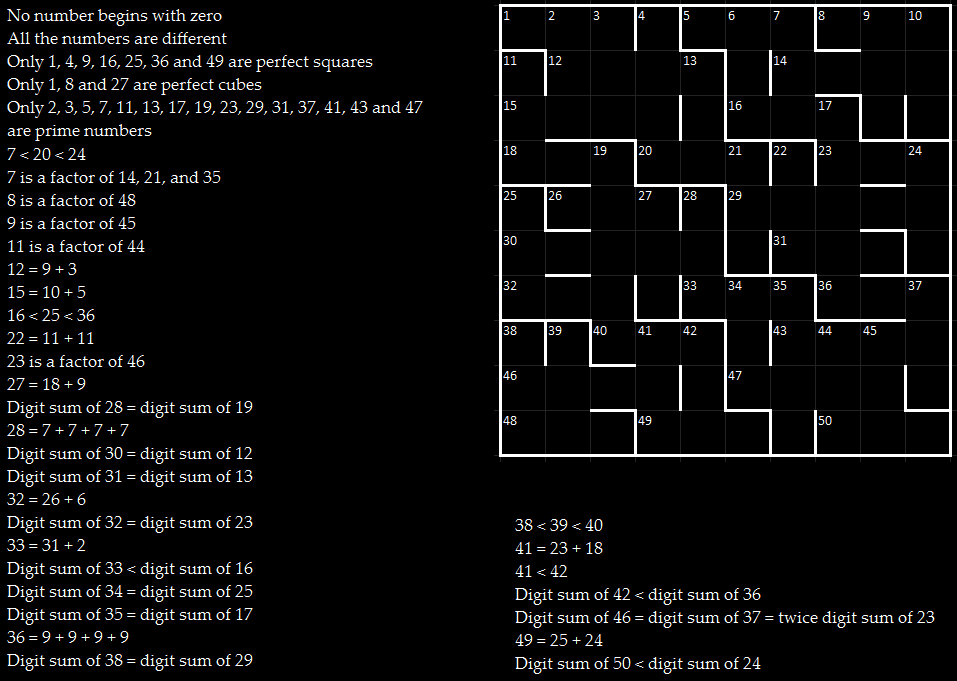 No number begins with zero
All the numbers are different
Only 1, 4, 9, 16, 25, 36 and 49 are perfect squares
Only 1, 8 and 27 are perfect cubes
Only 2, 3, 5, 7, 11, 13, 17, 19, 23, 29, 31, 37, 41, 43 and 47
are prime numbers
7 < 20 < 24
7 is a factor of 14, 21, and 35
8 is a factor of 48
9 is a factor of 45
11 is a factor of 44
12 = 9 + 3
15 = 10 + 5
16 < 25 < 36
22 = 11 + 11
23 is a factor of 46
27 = 18 + 9
Digit sum of 28 = digit sum of 19
28 = 7 + 7 + 7 + 7
Digit sum of 30 = digit sum of 12
Digit sum of 31 = digit sum of 13
32 = 26 + 6
Digit sum of 32 = digit sum of 23
33 = 31 + 2
Digit sum of 33 < digit sum of 16
Digit sum of 34 = digit sum of 25
Digit sum of 35 = digit sum of 17
36 = 9 + 9 + 9 + 9
Digit sum of 38 = digit sum of 29
1 2 3 4 5 6 7 8 9 10
11 12 13 14
15 16 17
18 19 20 21 22 23 24
25 26 27 28 29
30 31
32 33 34 35 36 37
38 39 40 41 42 43 44 45
46 47
48 49 50
38 < 39 < 40
41 = 23 + 18
41 < 42
Digit sum of 42 < digit sum of 36
Digit sum of 46 = digit sum of 37 = twice digit sum of 23
49 = 25 + 24
Digit sum of 50 < digit sum of 24